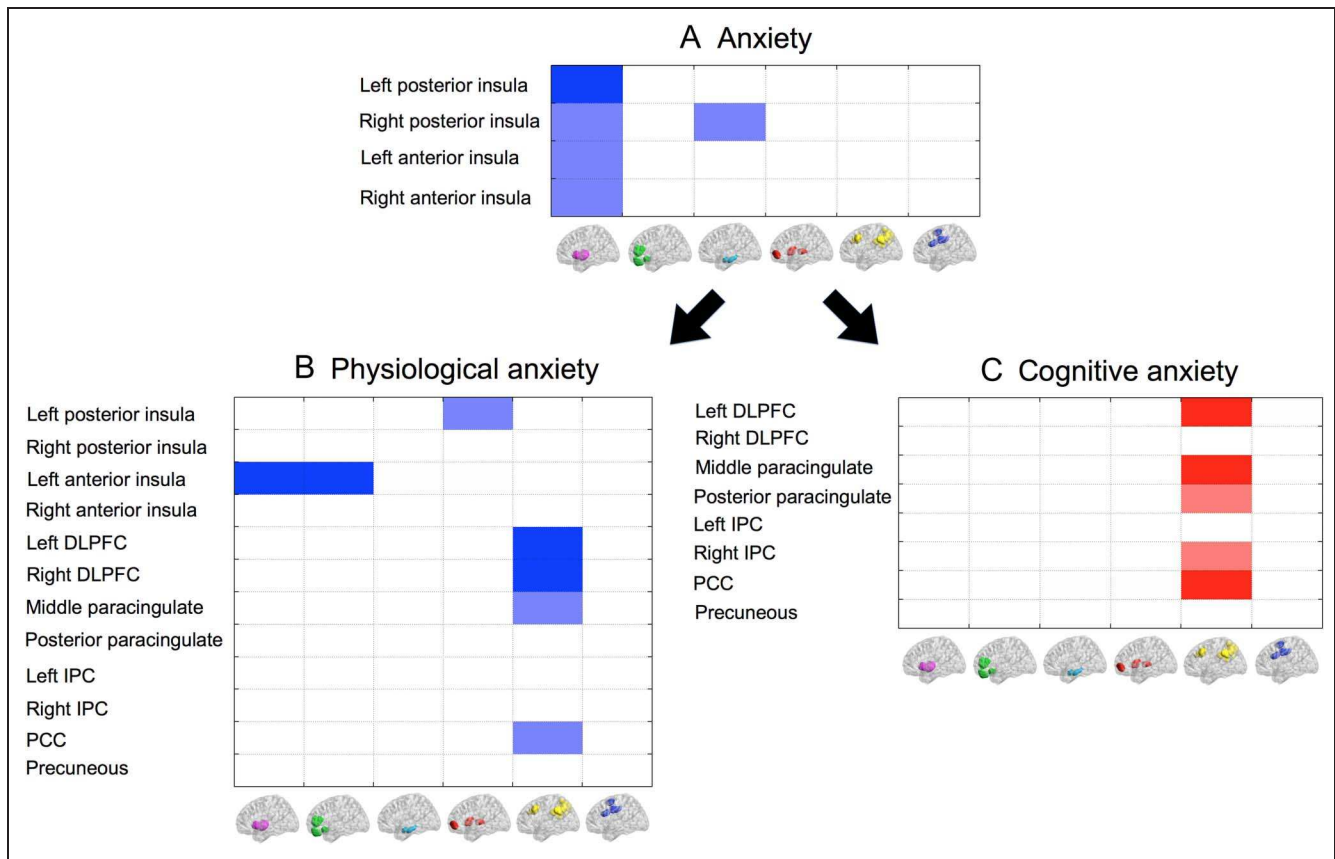 A Anxiety
Left posterior insula
Right posterior insula
Left anterior insula
Right anterior insula
B Physiological anxiety
Left posterior insula
Right posterior insula
Left anterior insula
Right anterior insula
Left DLPFC
Right DLPFC
Middle paracingulate
Posterior paracingulate
Left IPC
Right IPC
PCC
Precuneous
C Cognitive anxiety
Left DLPFC
Right DLPFC
Middle paracingulate
Posterior paracingulate
Left IPC
Right IPC
PCC
Precuneous